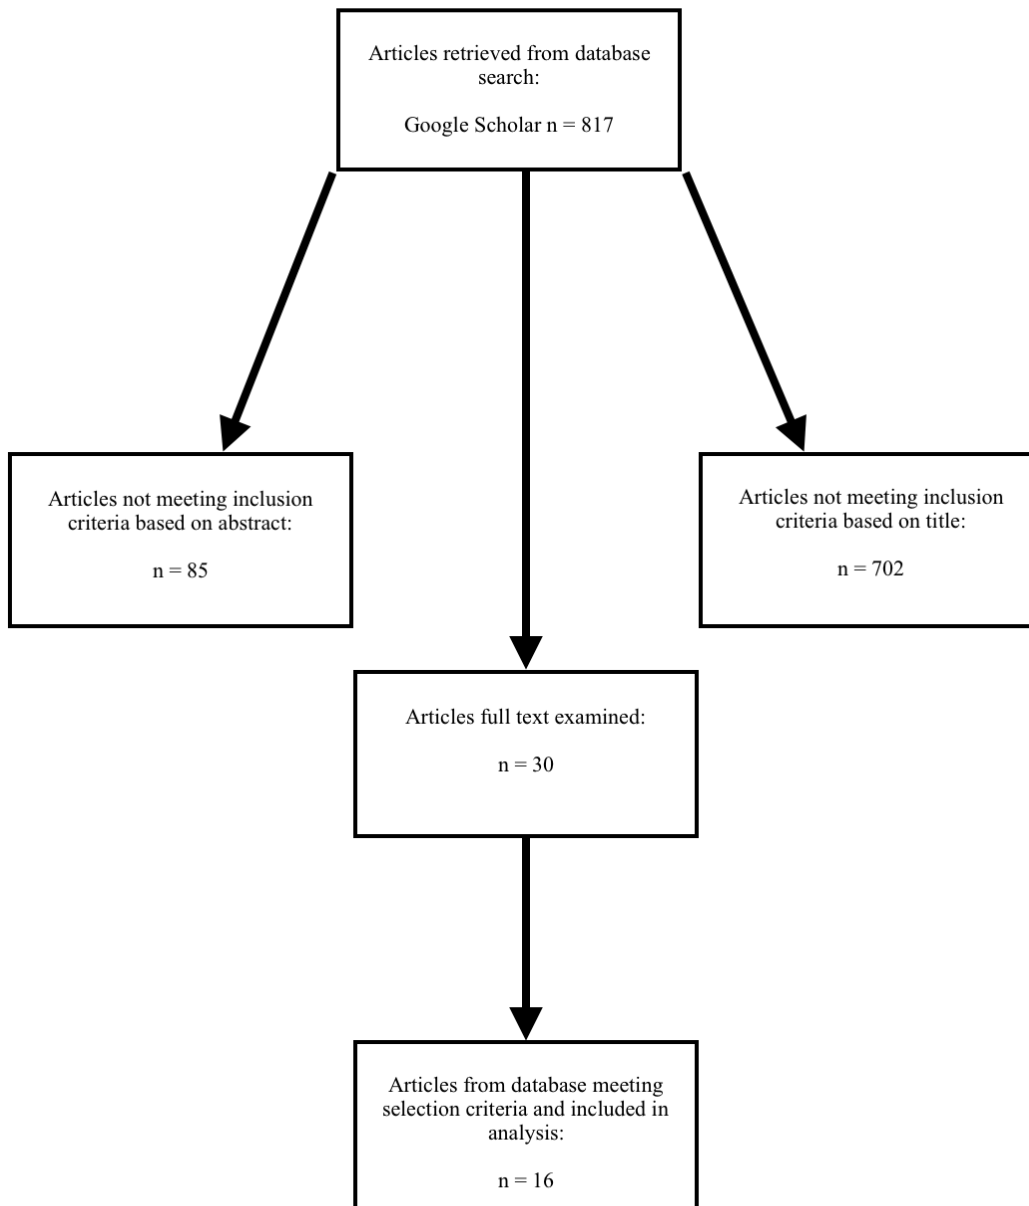 Articles retrieved from database
search:
Google Scholar n = 817
Articles not meeting inclusion
criteria based on abstract:
n = 85
Articles not meeting inclusion
criteria based on title:
n = 702
Articles full text examined:
n = 30
Articles from database meeting
selection criteria and included in
analysis:
n = 16